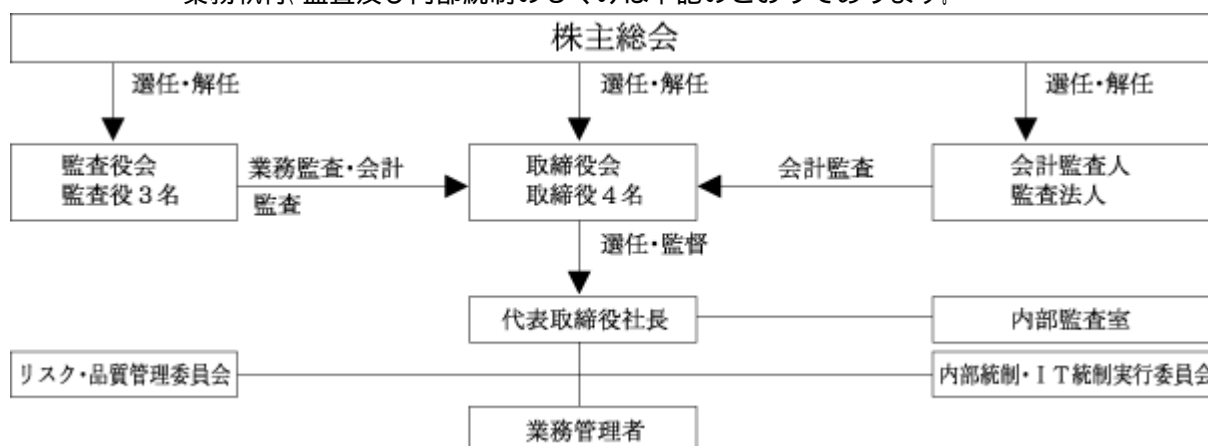 業務執行、監査及び内部統制のしくみは下記のとおりであります。
株主総会
選任・解任
選任・解任
選任・解任
監査役会
監査役３名
業務監査・会計
監査
取締役会
取締役４名
会計監査
会計監査人
監査法人
選任・監督
代表取締役社長
内部監査室
リスク・品質管理委員会
内部統制・ＩＴ統制実行委員会
業務管理者